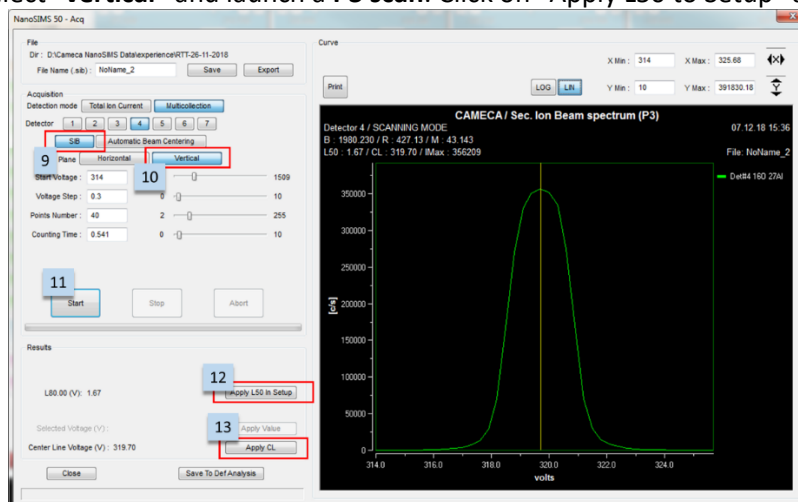 "Vertical" and launch a P3 scan. Click on "Apply L50 to Setup"
NanoSIMS 50 - Acq
File
Dir : D:\Cameca NanoSIMS Data\experience\RTT-26-11-2018
File Name (.sib) : NoName_2 Save Export
Acquisition
Detection mode Total Ion Current Multicollection
Detector 1 2 3 4 5 6 7
SIB Automatic Beam Centering
9 Plane Horizontal Vertical
10
Start Voltage : 314 1509
Voltage Step : 0.3 0 10
Points Number : 40 2 255
Counting Time : 0.541 0 10
11
Start Stop Abort
Results
12
L80.00 (V): 1.67 Apply L50 In Setup
13
Selected Voltage (V) : Apply Value
Center Line Voltage (V) : 319.70 Apply CL
Close Save To Def Analysis
Curve
X Min : 314 X Max : 325.68
Print LOG LIN Y Min : 10 Y Max : 391830.18
CAMECA / Sec. Ion Beam spectrum (P3)
Detector 4 / SCANNING MODE 07.12.18 15:36
B : 1980.230 / R : 427.13 / M : 43.143
L50 : 1.67 / CL : 319.70 / IMax : 356209 File: NoName_2
Det#4 16O 27Al
350000
300000
250000
200000
100000
50000
0
[c/s]
314.0 316.0 318.0 320.0 322.0 324.0
volts